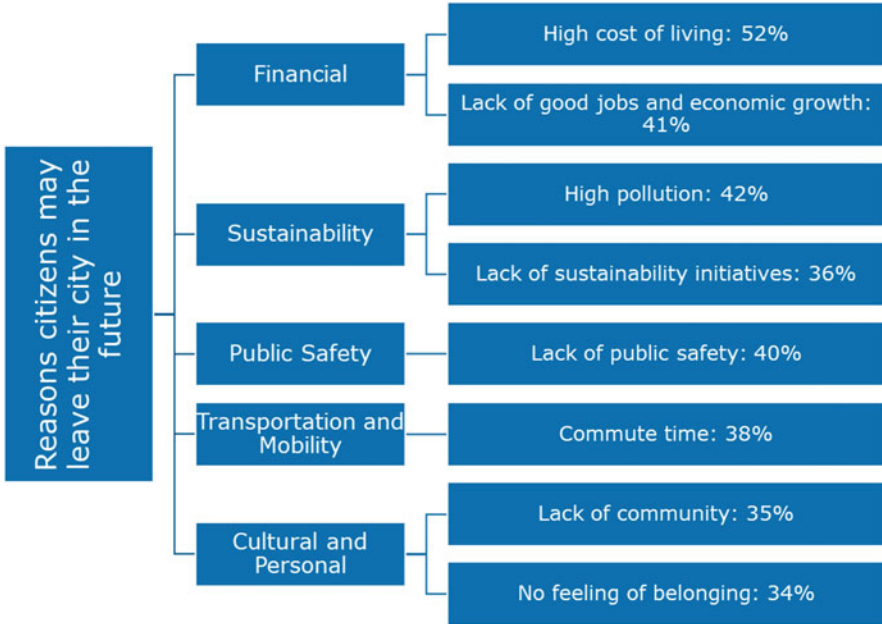 Reasons citizens may
leave their city in the
future
Financial
High cost of living: 52%
Lack of good jobs and economic growth:
41%
Sustainability
High pollution: 42%
Lack of sustainability initiatives: 36%
Public Safety
Lack of public safety: 40%
Transportation and
Mobility
Commute time: 38%
Cultural and
Personal
Lack of community: 35%
No feeling of belonging: 34%